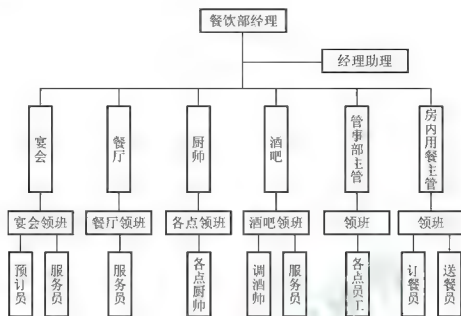 餐饮部经理
经理助理
宴会
餐厅
厨师
酒吧
管事部主管
房内用餐主管
宴会领班
餐厅领班
各点领班
酒吧领班
领班
领班
预订员
服务员
服务员
各点厨师
调酒师
服务员
各点员工
订餐员
送餐员